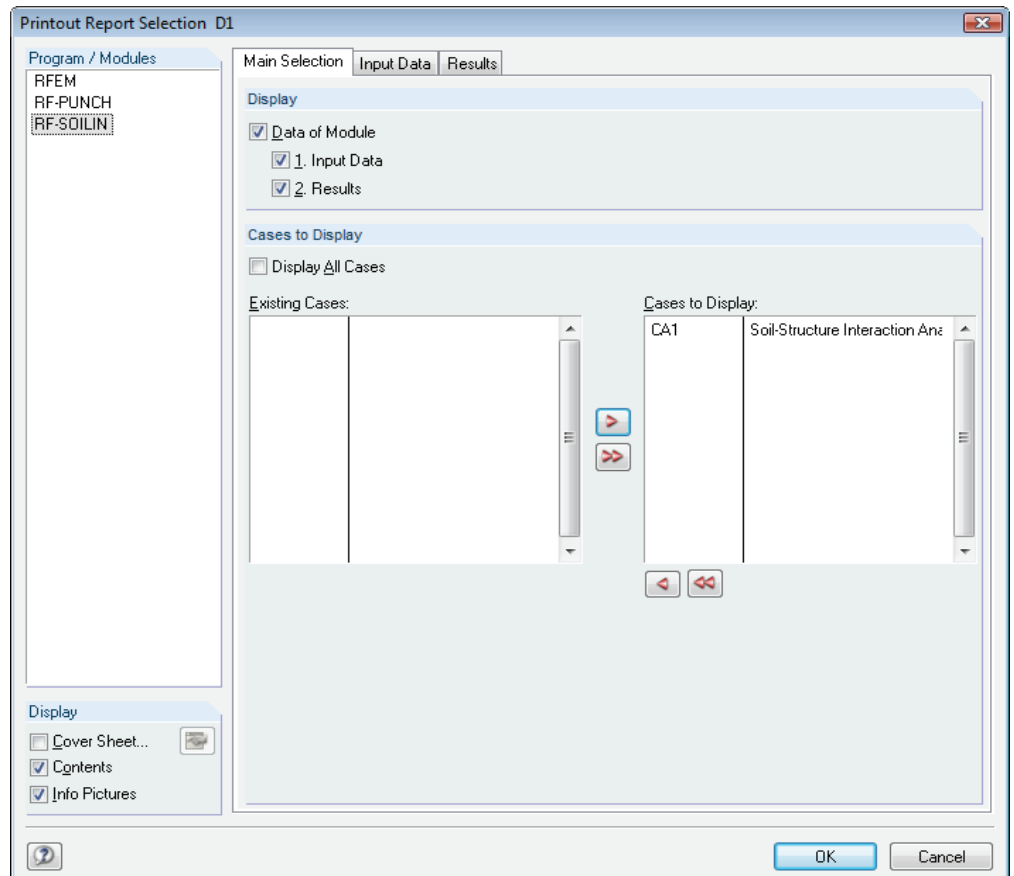 Printout Report Selection D1
Program / Modules
RFEM
RF-PUNCH
RF-SOILIN
Main Selection
Input Data
Results
Display
Data of Module
1. Input Data
2. Results
Cases to Display
Display All Cases
Existing Cases:
Cases to Display:
CA1
Soil-Structure Interaction Ana
Display
Cover Sheet...
Contents
Info Pictures
OK
Cancel